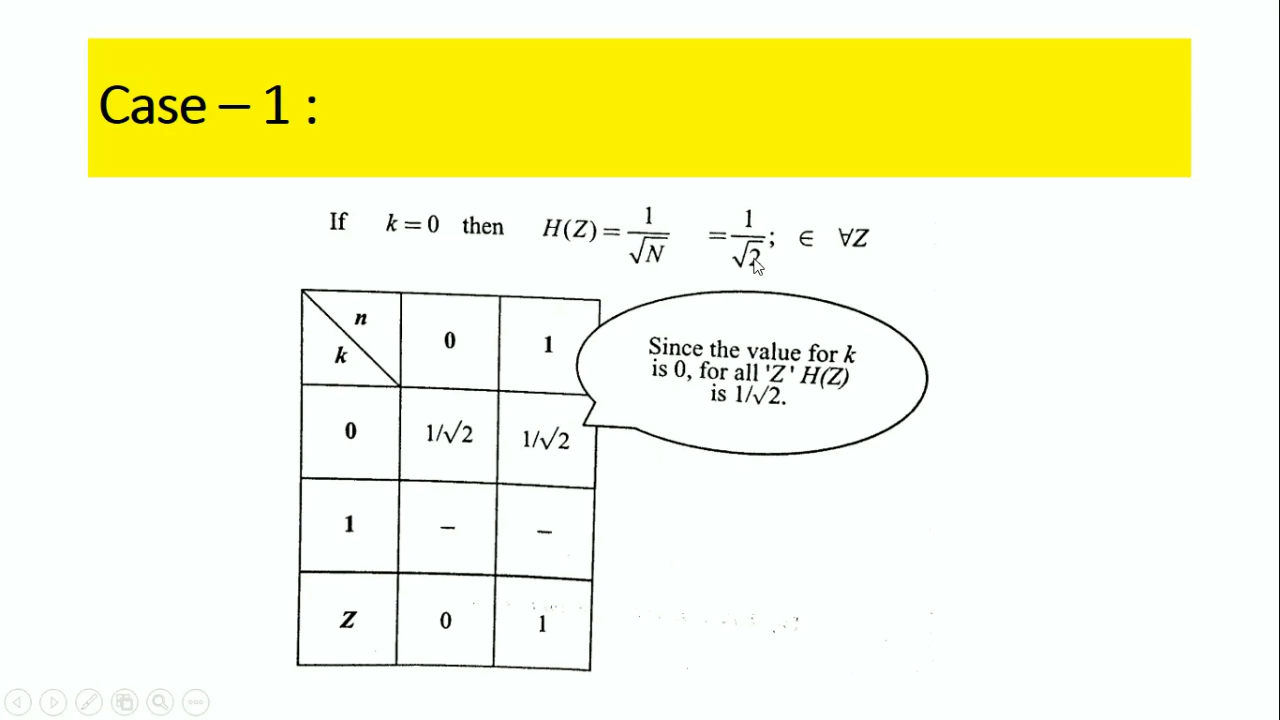 Case – 1 :
If k = 0 then H(Z) = 1/√N = 1/√2; ∈ ∀Z
n
k 0 1
0 1/√2 1/√2
1 – –
Z 0 1
Since the value for k
is 0, for all 'Z' H(Z)
is 1/√2.